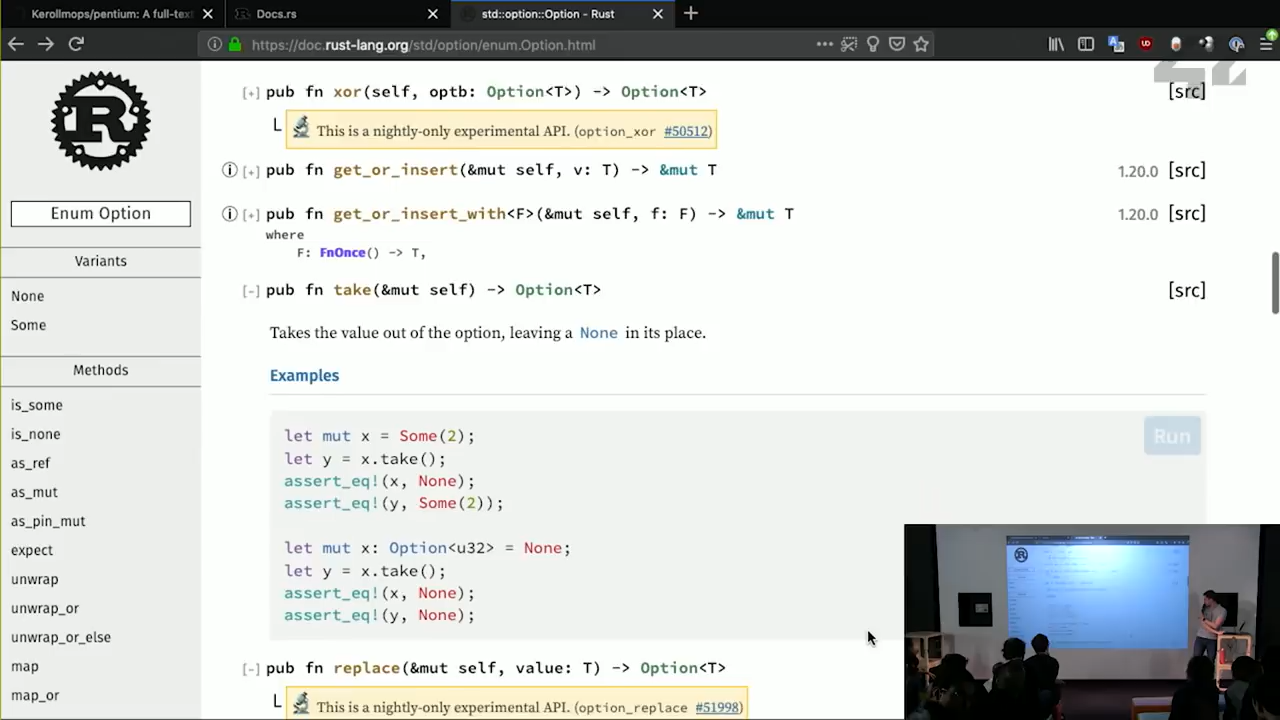 Kerollmops/pentium: A full-text
Docs.rs
std::option::Option - Rust
https://doc.rust-lang.org/std/option/enum.Option.html
42
[+] pub fn xor(self, optb: Option<T>) -> Option<T> [src]
This is a nightly-only experimental API. (option_xor #50512)
[+] pub fn get_or_insert(&mut self, v: T) -> &mut T 1.20.0 [src]
[+] pub fn get_or_insert_with<F>(&mut self, f: F) -> &mut T 1.20.0 [src]
where
F: FnOnce() -> T,
[-] pub fn take(&mut self) -> Option<T> [src]
Takes the value out of the option, leaving a None in its place.
Examples
Run
let mut x = Some(2);
let y = x.take();
assert_eq!(x, None);
assert_eq!(y, Some(2));
let mut x: Option<u32> = None;
let y = x.take();
assert_eq!(x, None);
assert_eq!(y, None);
[-] pub fn replace(&mut self, value: T) -> Option<T>
This is a nightly-only experimental API. (option_replace #51998)
Enum Option
Variants
None
Some
Methods
is_some
is_none
as_ref
as_mut
as_pin_mut
expect
unwrap
unwrap_or
unwrap_or_else
map
map_or